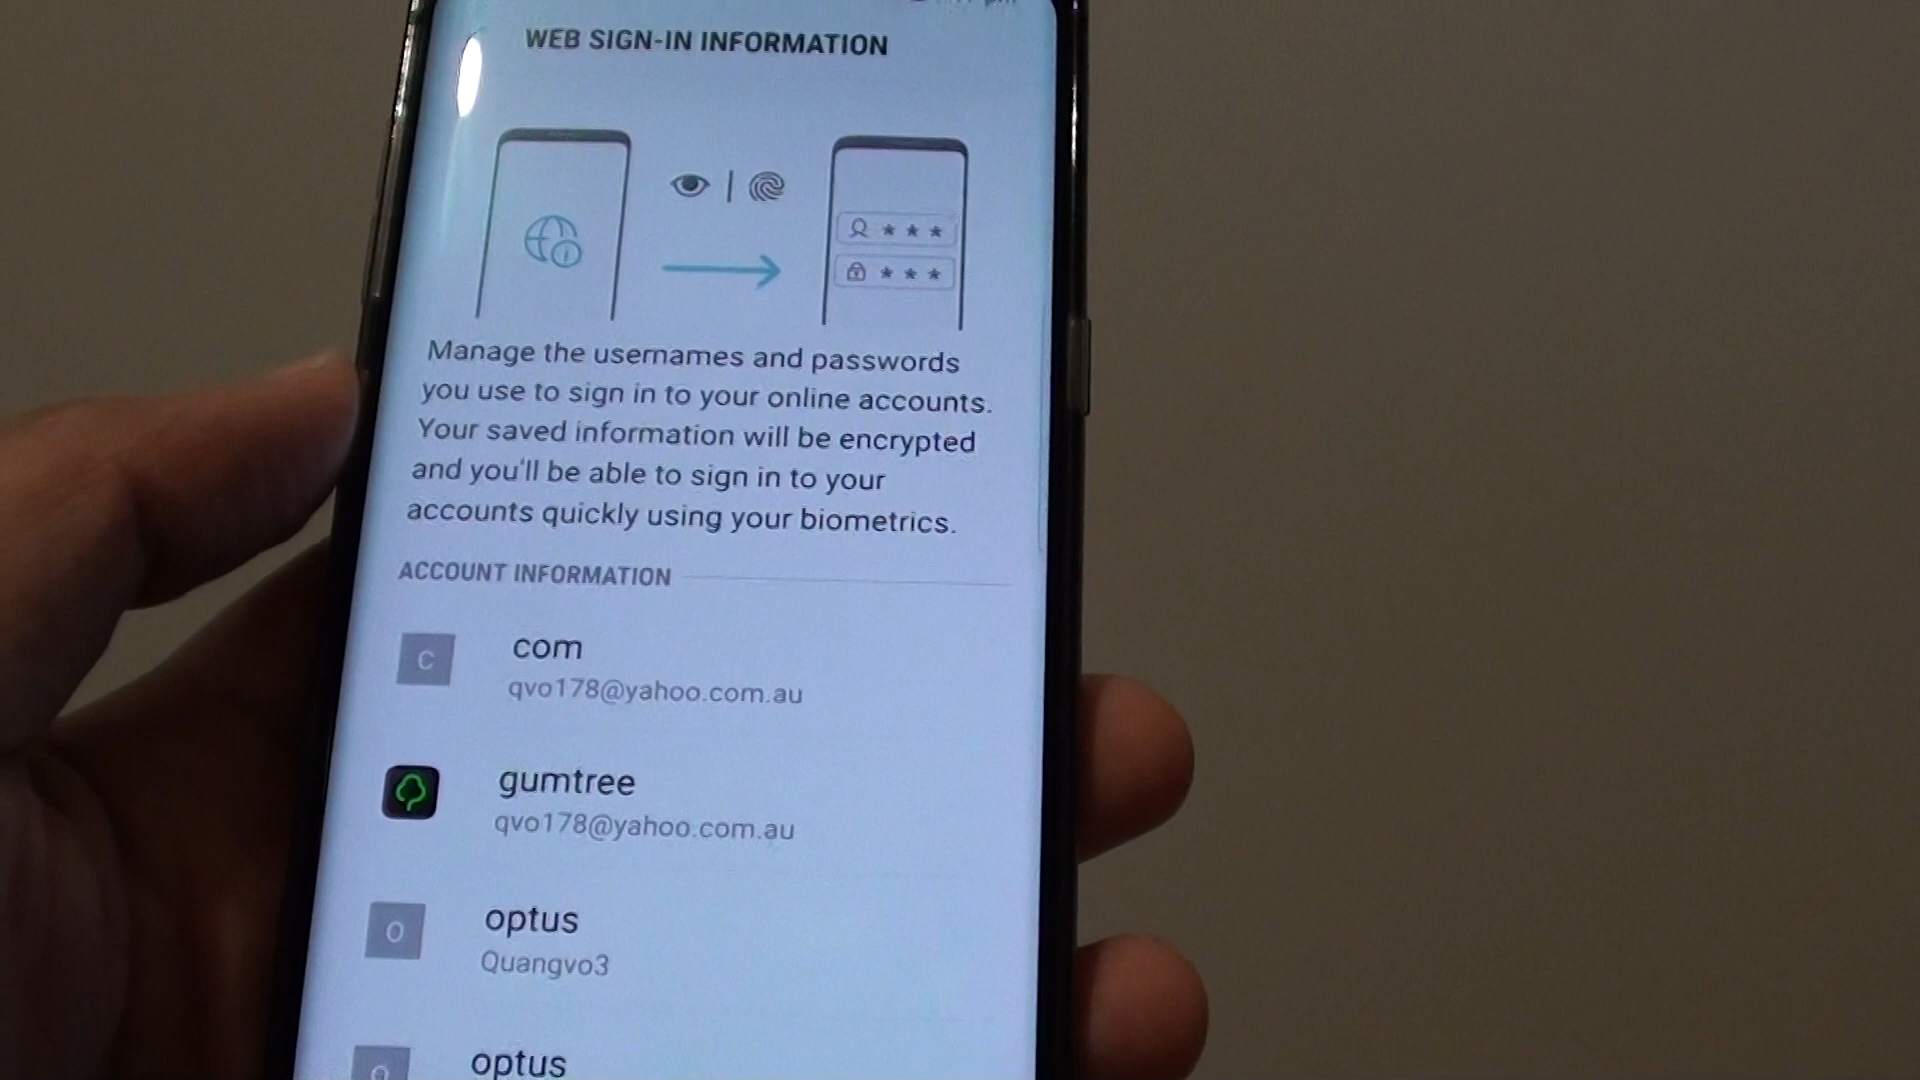 WEB SIGN-IN INFORMATION
* * *
* * *
Manage the usernames and passwords
you use to sign in to your online accounts.
Your saved information will be encrypted
and you'll be able to sign in to your
accounts quickly using your biometrics.
ACCOUNT INFORMATION
C
com
qvo178@yahoo.com.au
gumtree
qvo178@yahoo.com.au
O
optus
Quangvo3
O
optus